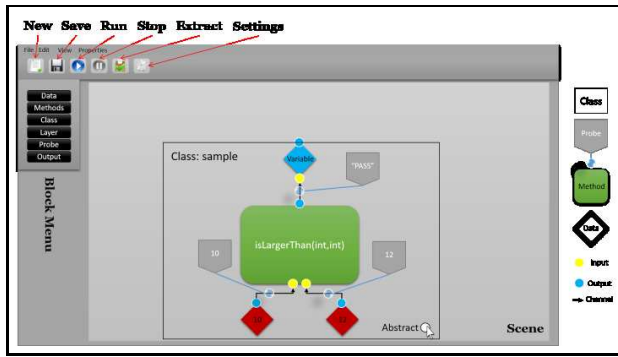 New Save Run Stop Extract Settings
File Edit View Properties
Data
Methods
Class
Layer
Probe
Output
Block Menu
Class: sample
Variable
"PASS"
isLargerThan(int,int)
10
12
10
Abstract
Scene
Class
Probe
Method
Data
Input
Output
Channel